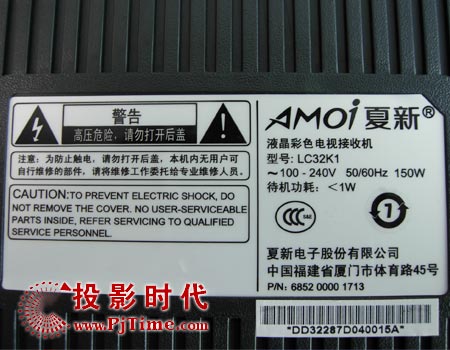 警告
高压危险，请勿打开后盖
注意：为防止触电，请勿打开后盖，本机内无用户可
自行维修的部件，请将维修工作委托给专业维修人员。
CAUTION:TO PREVENT ELECTRIC SHOCK, DO
NOT REMOVE THE COVER. NO USER-SERVICEABLE
PARTS INSIDE, REFER SERVICING TO QUALIFIED
SERVICE PERSONNEL.
AMOi 夏新®
液晶彩色电视接收机
型号: LC32K1
～100-240V 50/60Hz 150W
待机功耗: <1W
夏新电子股份有限公司
中国福建省厦门市体育路45号
P/N: 6852 0000 1713
"DD32287D040015A"
投影时代
www.PjTime.com